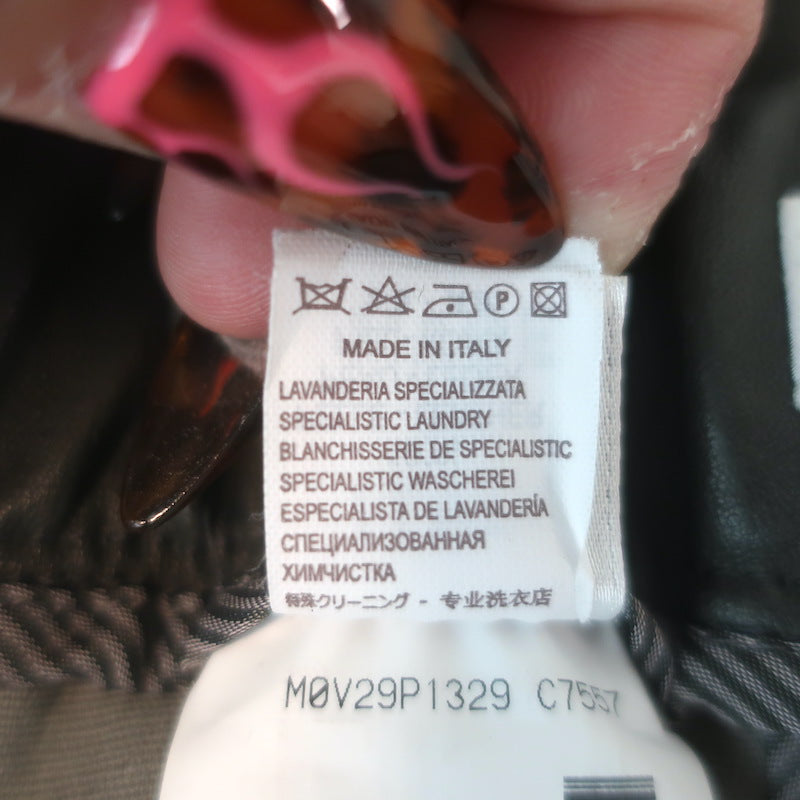 P
MADE IN ITALY
LAVANDERIA SPECIALIZZATA
SPECIALISTIC LAUNDRY
BLANCHISSERIE DE SPECIALISTIC
SPECIALISTIC WASCHEREI
ESPECIALISTA DE LAVANDERÍA
СПЕЦИАЛИЗОВАННАЯ
ХИМЧИСТКА
特殊クリーニング - 专业洗衣店
M0V29P1329 C7557